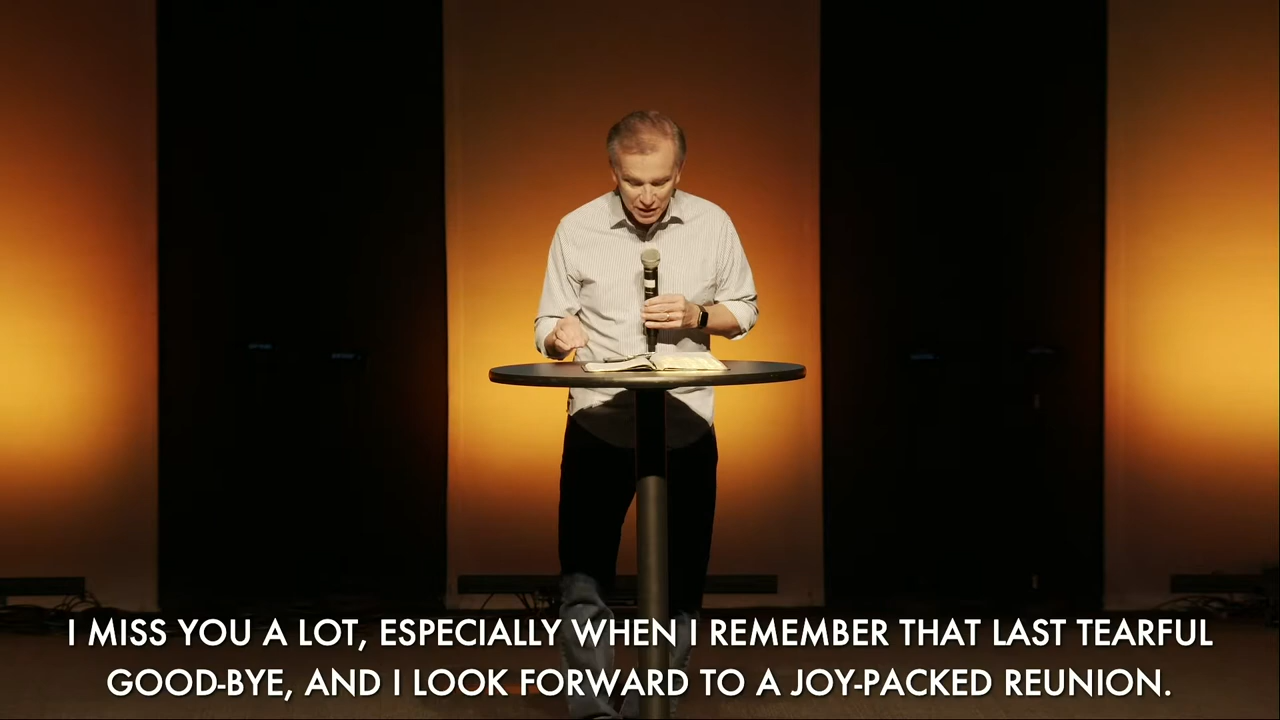 I MISS YOU A LOT, ESPECIALLY WHEN I REMEMBER THAT LAST TEARFUL
GOOD-BYE, AND I LOOK FORWARD TO A JOY-PACKED REUNION.